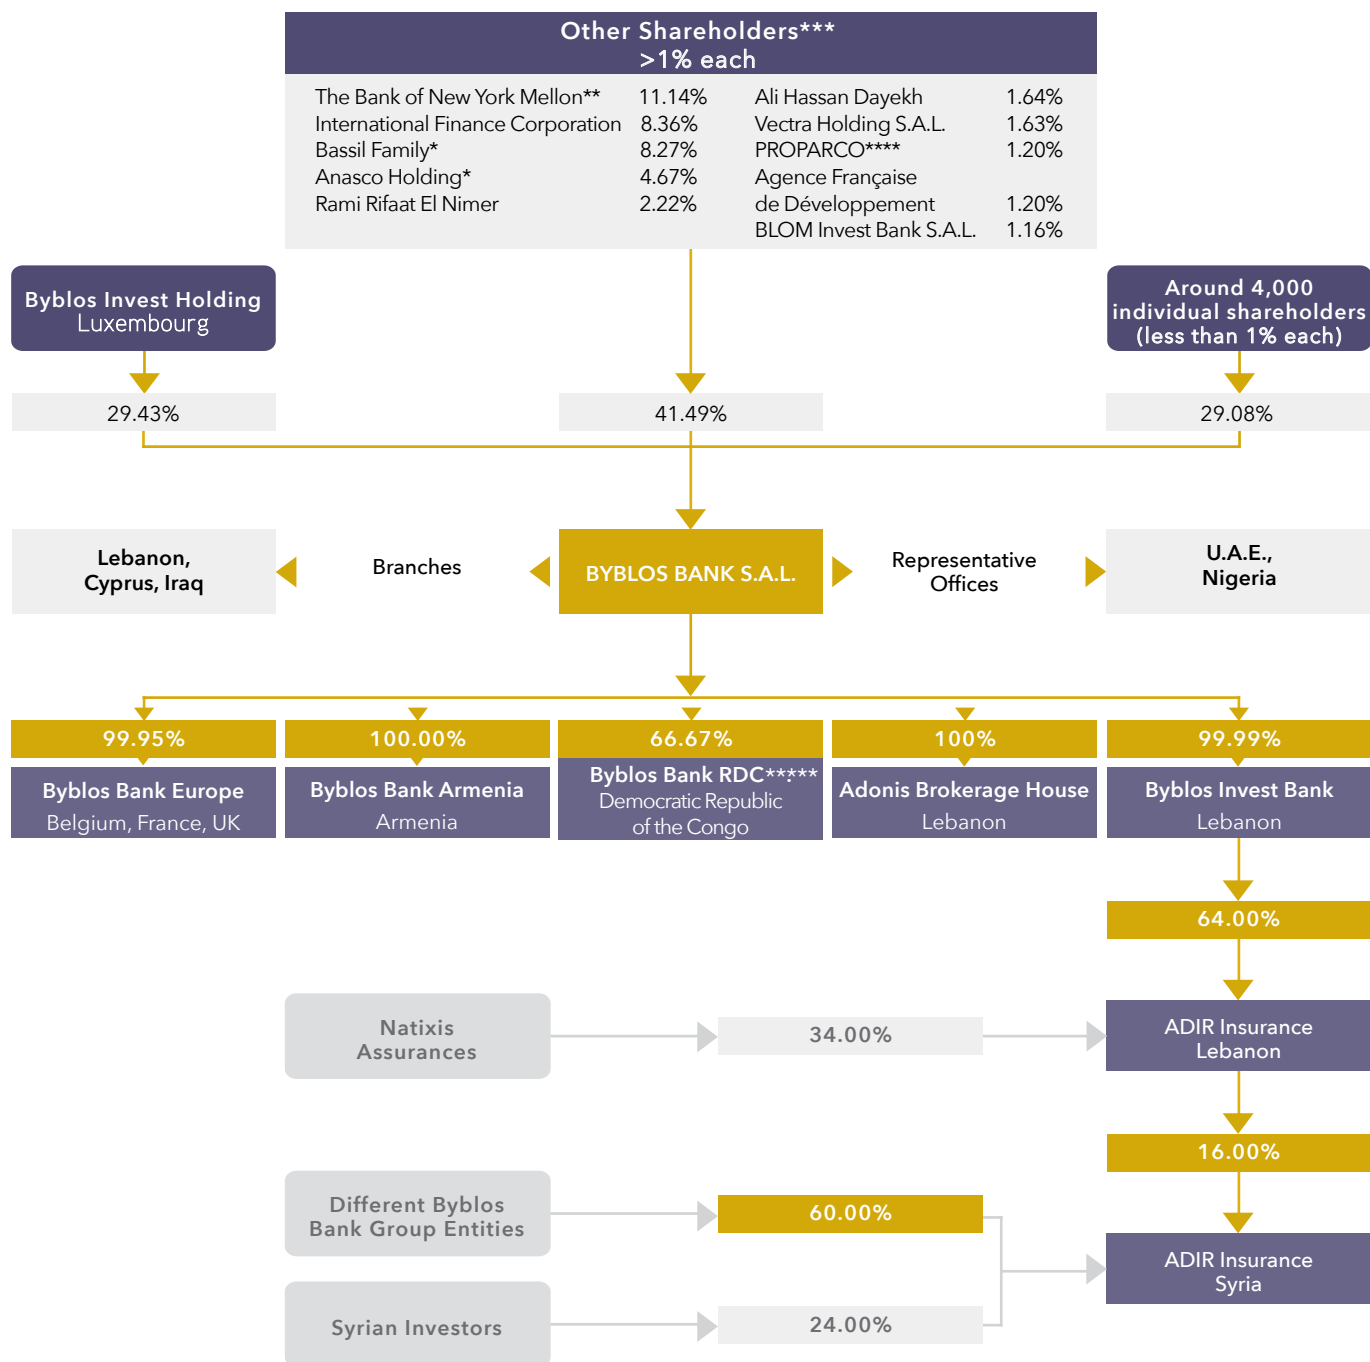 Other Shareholders***
>1% each
The Bank of New York Mellon** 11.14%
International Finance Corporation 8.36%
Bassil Family* 8.27%
Anasco Holding* 4.67%
Rami Rifaat El Nimer 2.22%
Ali Hassan Dayekh 1.64%
Vectra Holding S.A.L. 1.63%
PROPARCO**** 1.20%
Agence Française
de Développement 1.20%
BLOM Invest Bank S.A.L. 1.16%
Byblos Invest Holding
Luxembourg
Around 4,000
individual shareholders
(less than 1% each)
29.43%
41.49%
29.08%
Lebanon,
Cyprus, Iraq
Branches
BYBLOS BANK S.A.L.
Representative
Offices
U.A.E.,
Nigeria
99.95%
100.00%
66.67%
100%
99.99%
Byblos Bank Europe
Belgium, France, UK
Byblos Bank Armenia
Armenia
Byblos Bank RDC*****
Democratic Republic
of the Congo
Adonis Brokerage House
Lebanon
Byblos Invest Bank
Lebanon
64.00%
Natixis
Assurances
34.00%
ADIR Insurance
Lebanon
16.00%
Different Byblos
Bank Group Entities
60.00%
ADIR Insurance
Syria
Syrian Investors
24.00%